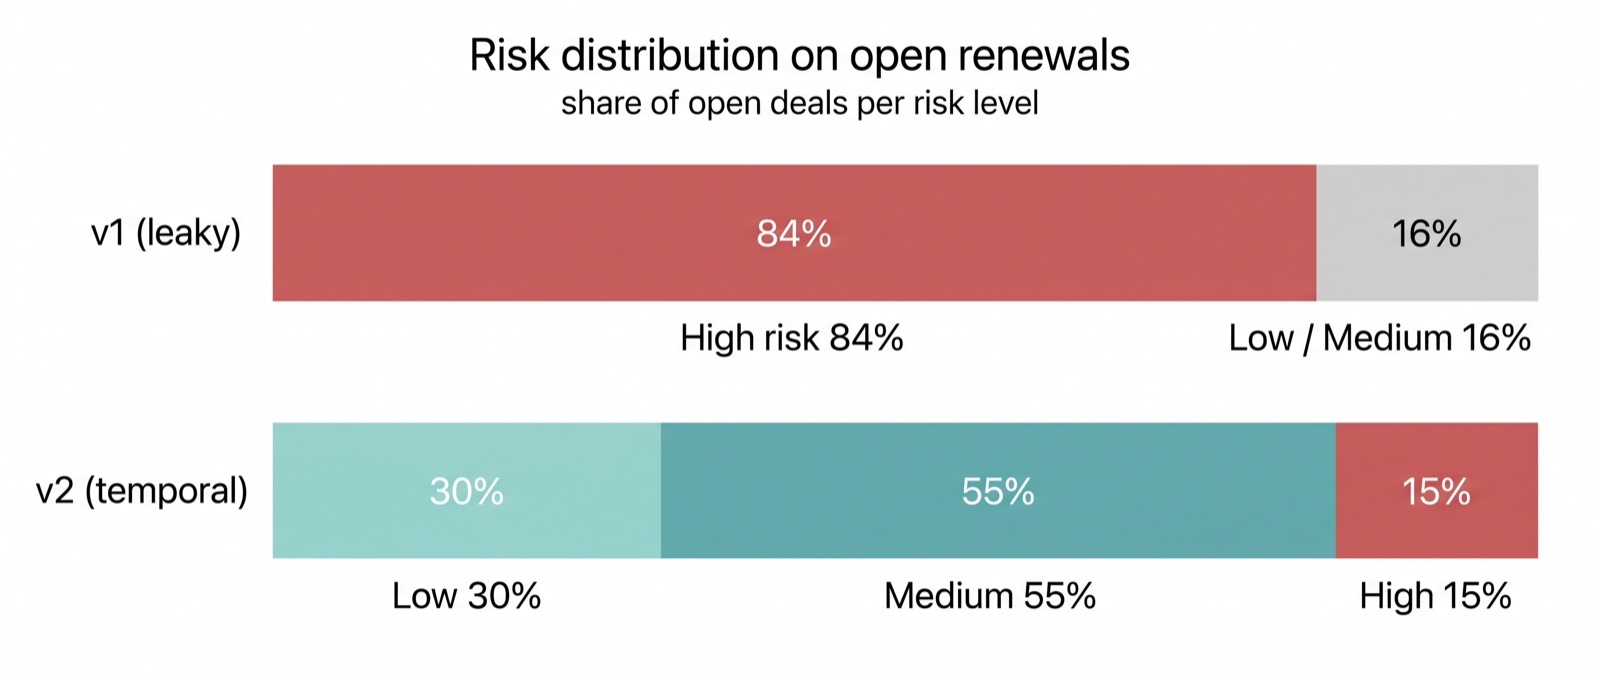 Risk distribution on open renewals
share of open deals per risk level
v1 (leaky)
84%
16%
High risk 84%
Low / Medium 16%
v2 (temporal)
30%
55%
15%
Low 30%
Medium 55%
High 15%